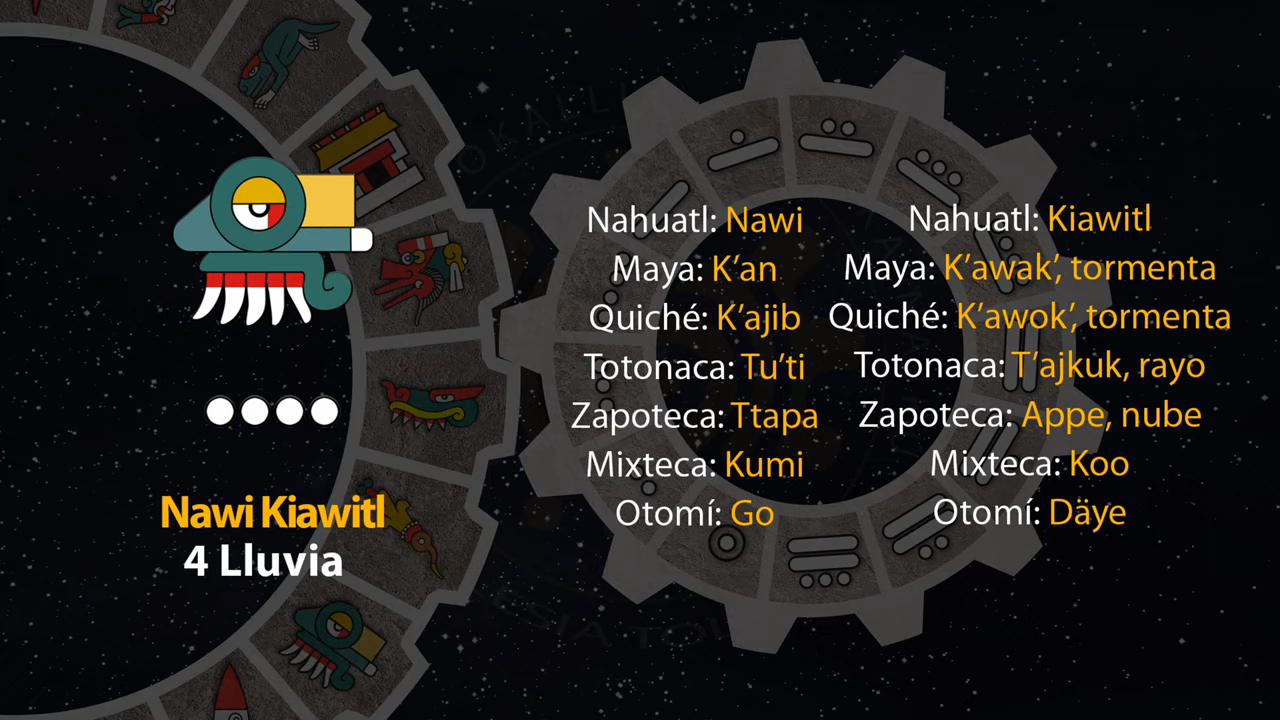 Nawi Kiawitl
4 Lluvia
Nahuatl: Nawi
Maya: K’an
Quiché: K’ajib
Totonaca: Tu’ti
Zapoteca: Ttapa
Mixteca: Kumi
Otomí: Go
Nahuatl: Kiawitl
Maya: K’awak’, tormenta
Quiché: K’awok’, tormenta
Totonaca: T’ajkuk, rayo
Zapoteca: Appe, nube
Mixteca: Koo
Otomí: Däye